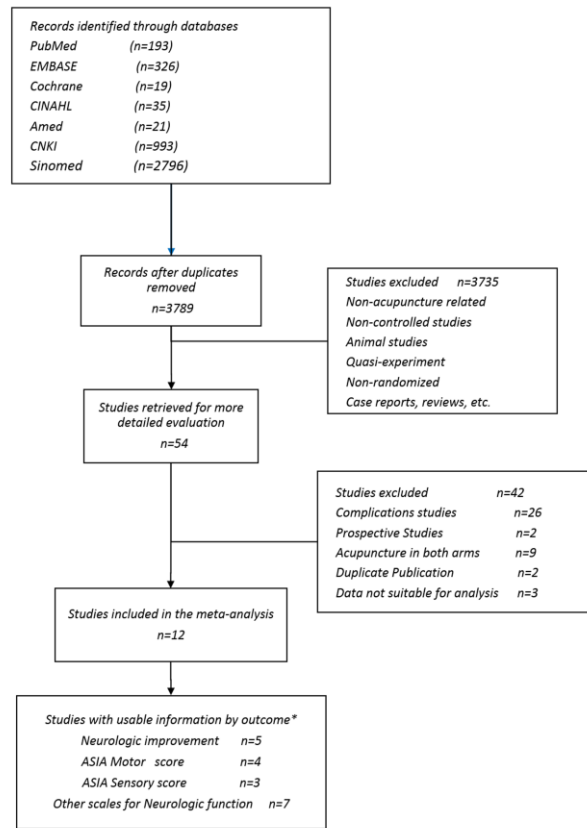 Records identified through databases
PubMed (n=193)
EMBASE (n=326)
Cochrane (n=19)
CINAHL (n=35)
Amed (n=21)
CNKI (n=993)
Sinomed (n=2796)
Records after duplicates
removed
n=3789
Studies excluded n=3735
Non-acupuncture related
Non-controlled studies
Animal studies
Quasi-experiment
Non-randomized
Case reports, reviews, etc.
Studies retrieved for more
detailed evaluation
n=54
Studies excluded n=42
Complications studies n=26
Prospective Studies n=2
Acupuncture in both arms n=9
Duplicate Publication n=2
Data not suitable for analysis n=3
Studies included in the meta-analysis
n=12
Studies with usable information by outcome*
Neurologic improvement n=5
ASIA Motor score n=4
ASIA Sensory score n=3
Other scales for Neurologic function n=7